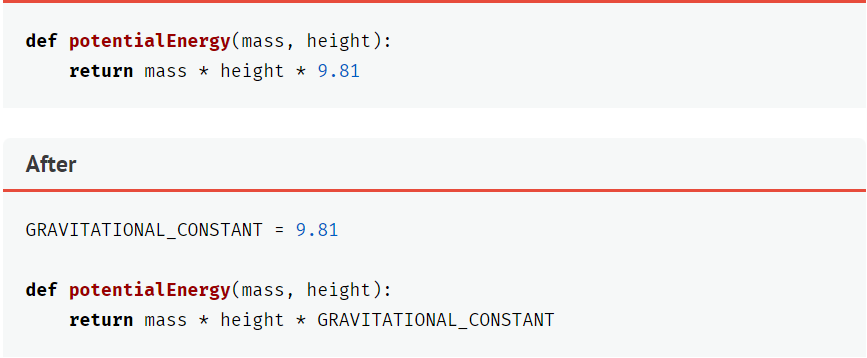 def potentialEnergy(mass, height):
    return mass * height * 9.81
After
GRAVITATIONAL_CONSTANT = 9.81
def potentialEnergy(mass, height):
    return mass * height * GRAVITATIONAL_CONSTANT